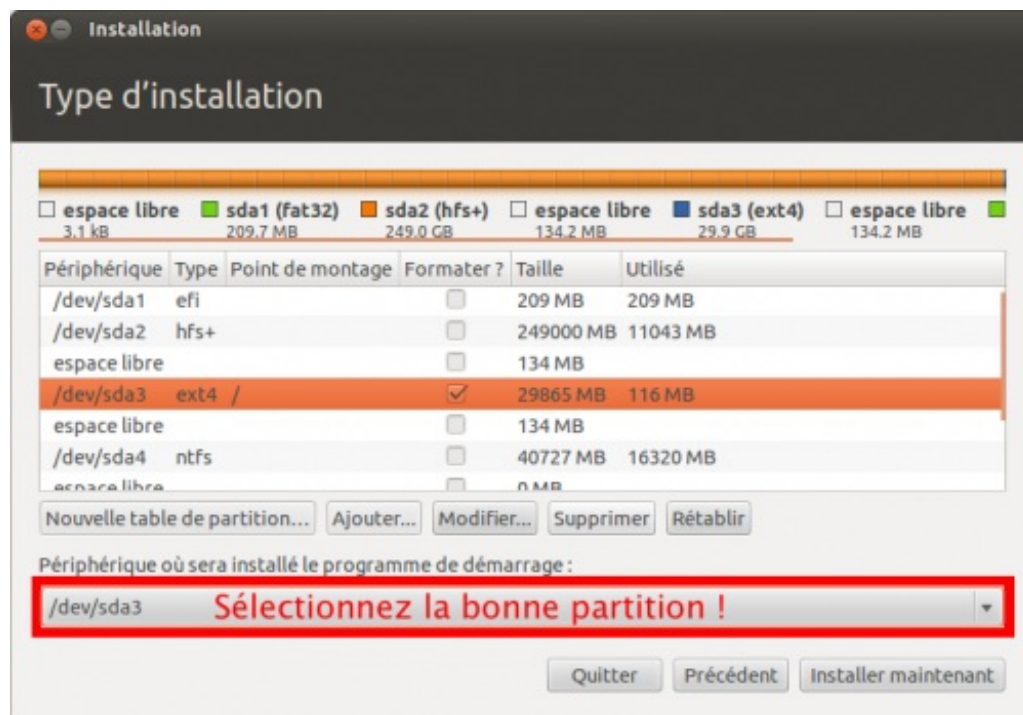 Installation
Type d'installation
espace libre sda1 (fat32) sda2 (hfs+) espace libre sda3 (ext4) espace libre
3.1 kB 209.7 MB 249.0 GB 134.2 MB 29.9 GB 134.2 MB
Périphérique Type Point de montage Formater ? Taille Utilisé
/dev/sda1 efi 209 MB 209 MB
/dev/sda2 hfs+ 249000 MB 11043 MB
espace libre 134 MB
/dev/sda3 ext4 / 29865 MB 116 MB
espace libre 134 MB
/dev/sda4 ntfs 40727 MB 16320 MB
espace libre 0 MB
Nouvelle table de partition... Ajouter... Modifier... Supprimer Rétablir
Périphérique où sera installé le programme de démarrage :
/dev/sda3 Sélectionnez la bonne partition !
Quitter Précédent Installer maintenant